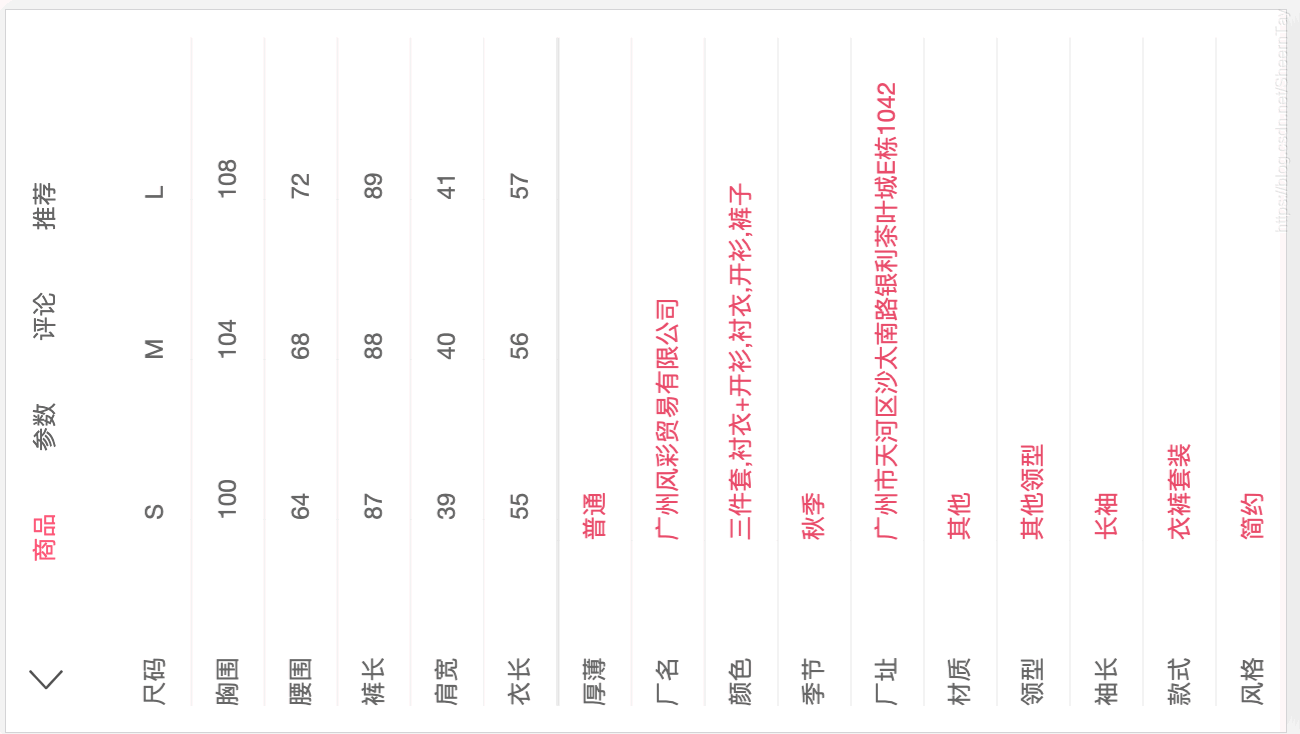 商品 参数 评论 推荐
尺码 S M L
胸围 100 104 108
腰围 64 68 72
裤长 87 88 89
肩宽 39 40 41
衣长 55 56 57
厚薄 普通
厂名 广州风彩贸易有限公司
颜色 三件套,衬衣+开衫,衬衣,开衫,裤子
季节 秋季
厂址 广州市天河区沙太南路银利茶叶城E栋1042
材质 其他
领型 其他领型
袖长 长袖
款式 衣裤套装
风格 简约
https://blog.csdn.net/SheernTay